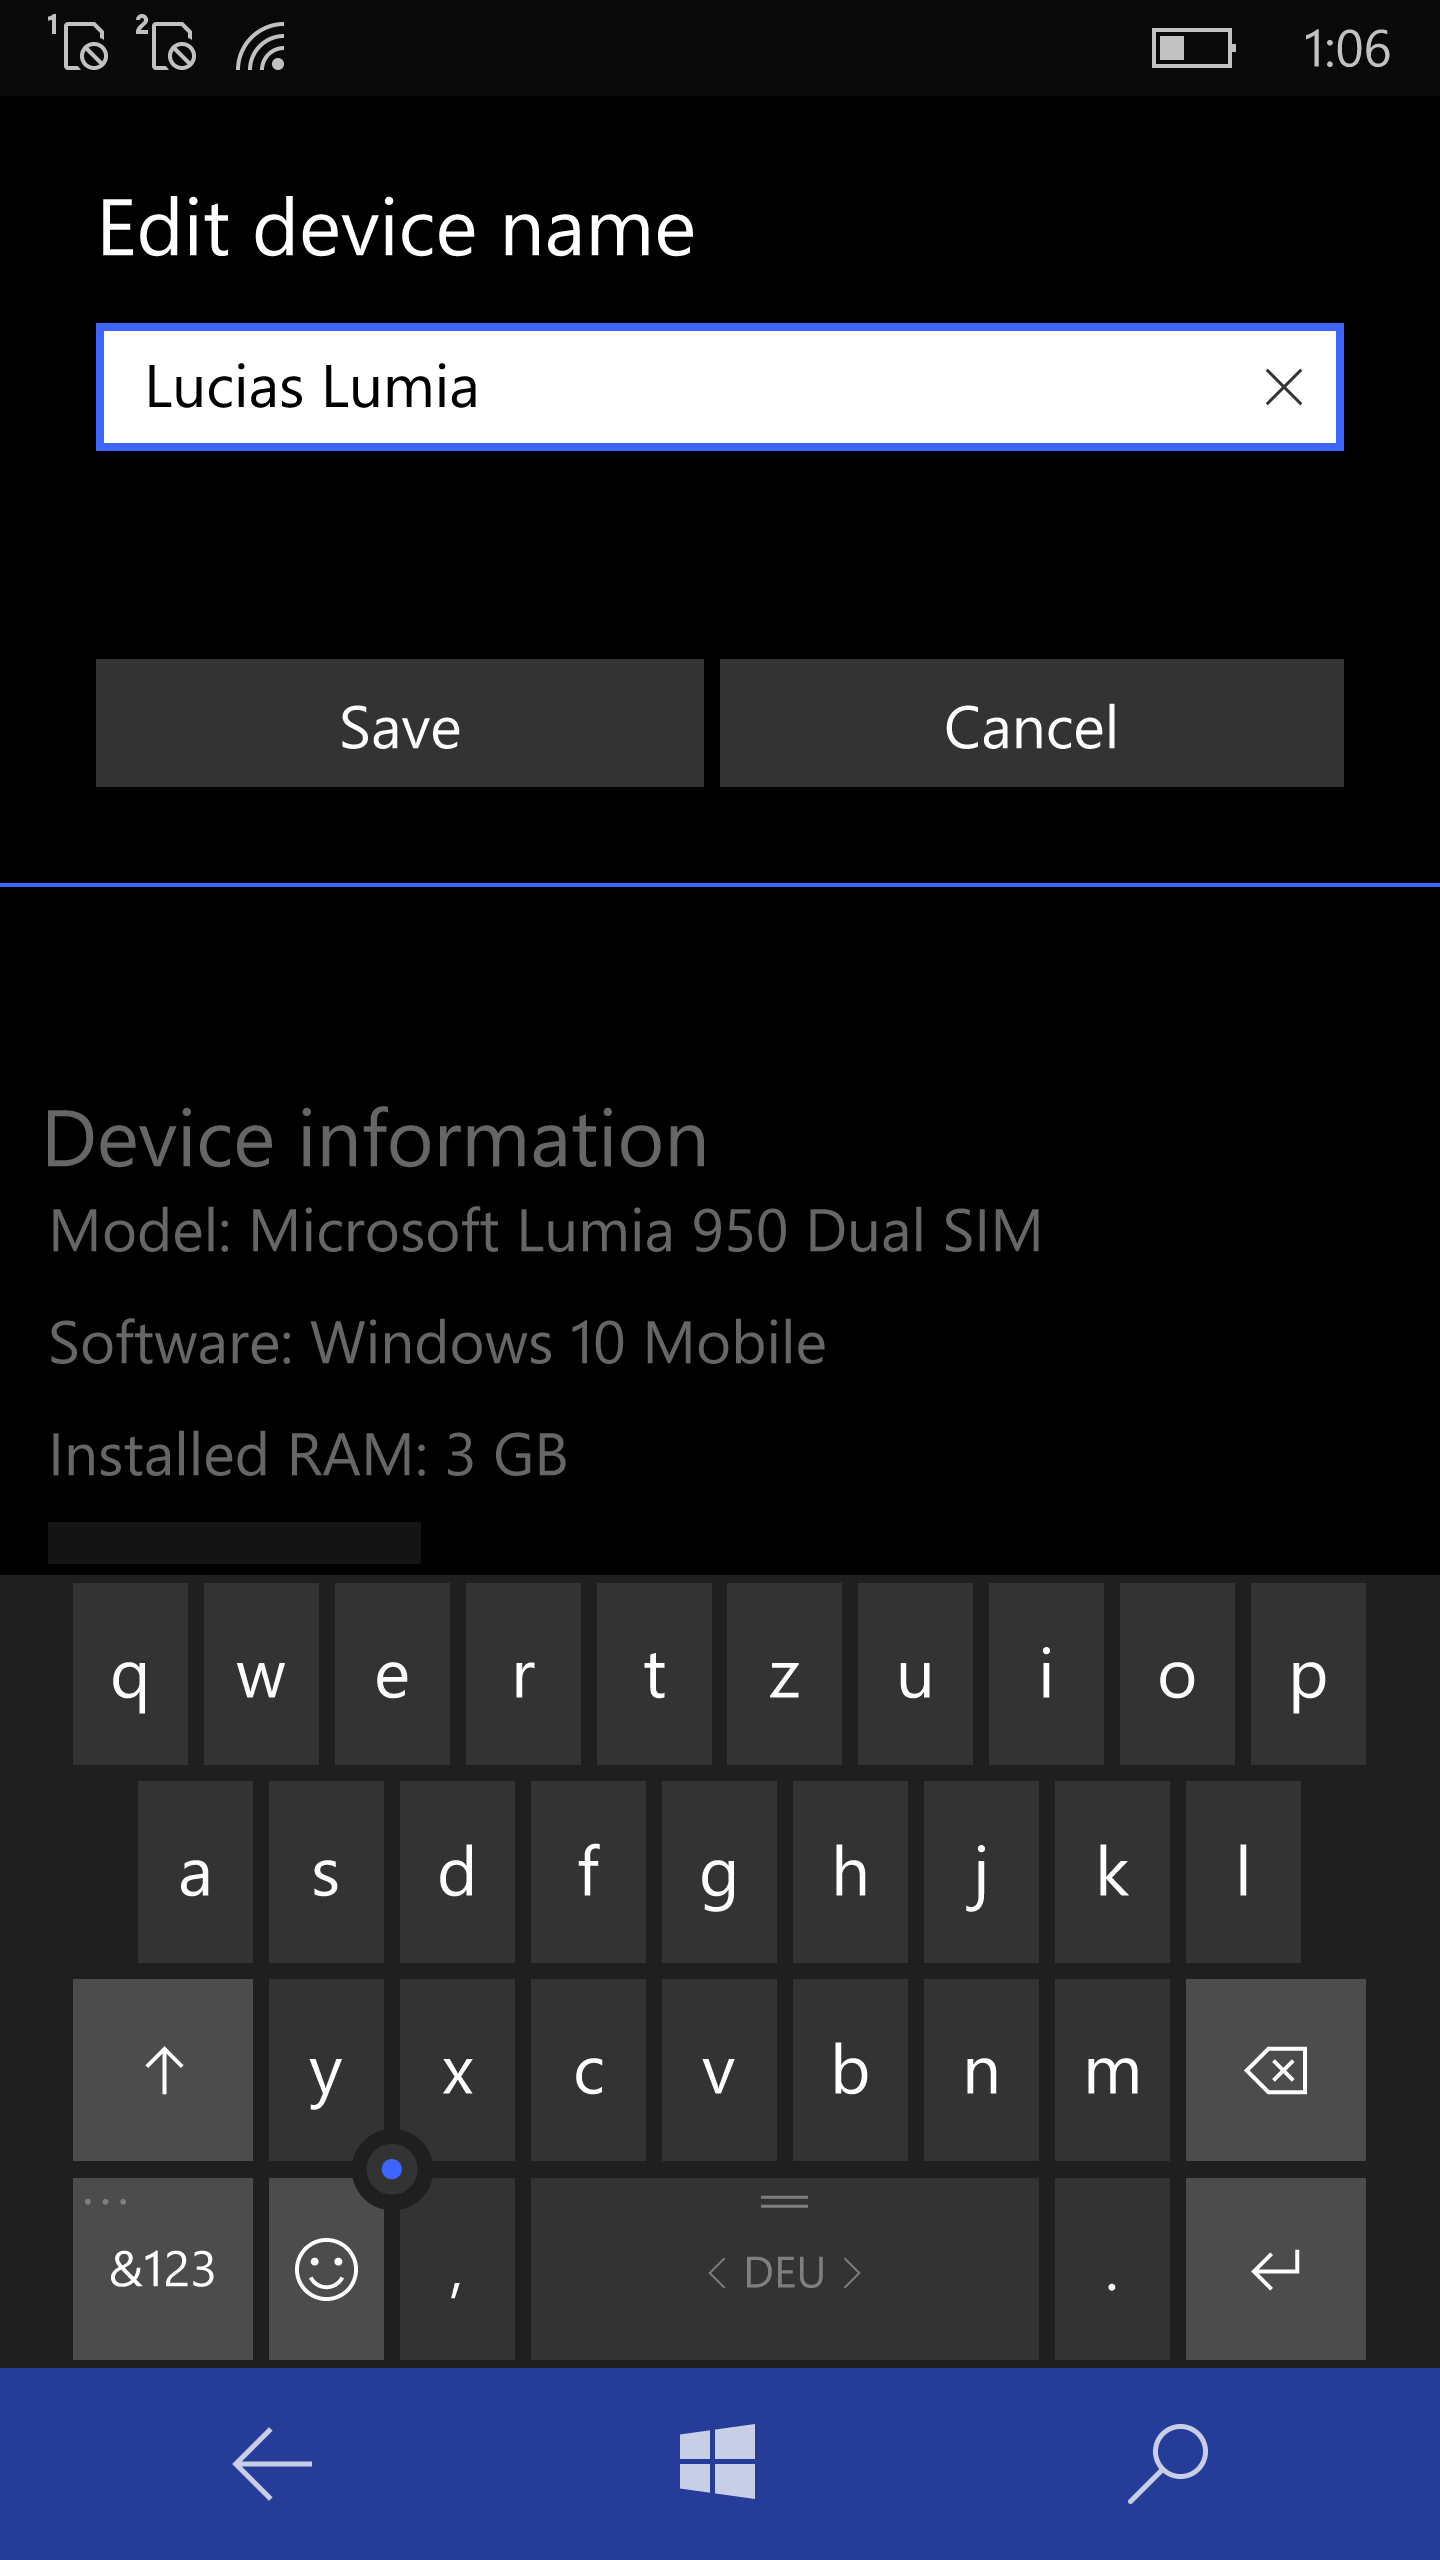 1 2 1:06
Edit device name
Lucias Lumia
Save Cancel
Device information
Model: Microsoft Lumia 950 Dual SIM
Software: Windows 10 Mobile
Installed RAM: 3 GB
q w e r t z u i o p
a s d f g h j k l
y x c v b n m
&123 , < DEU > .